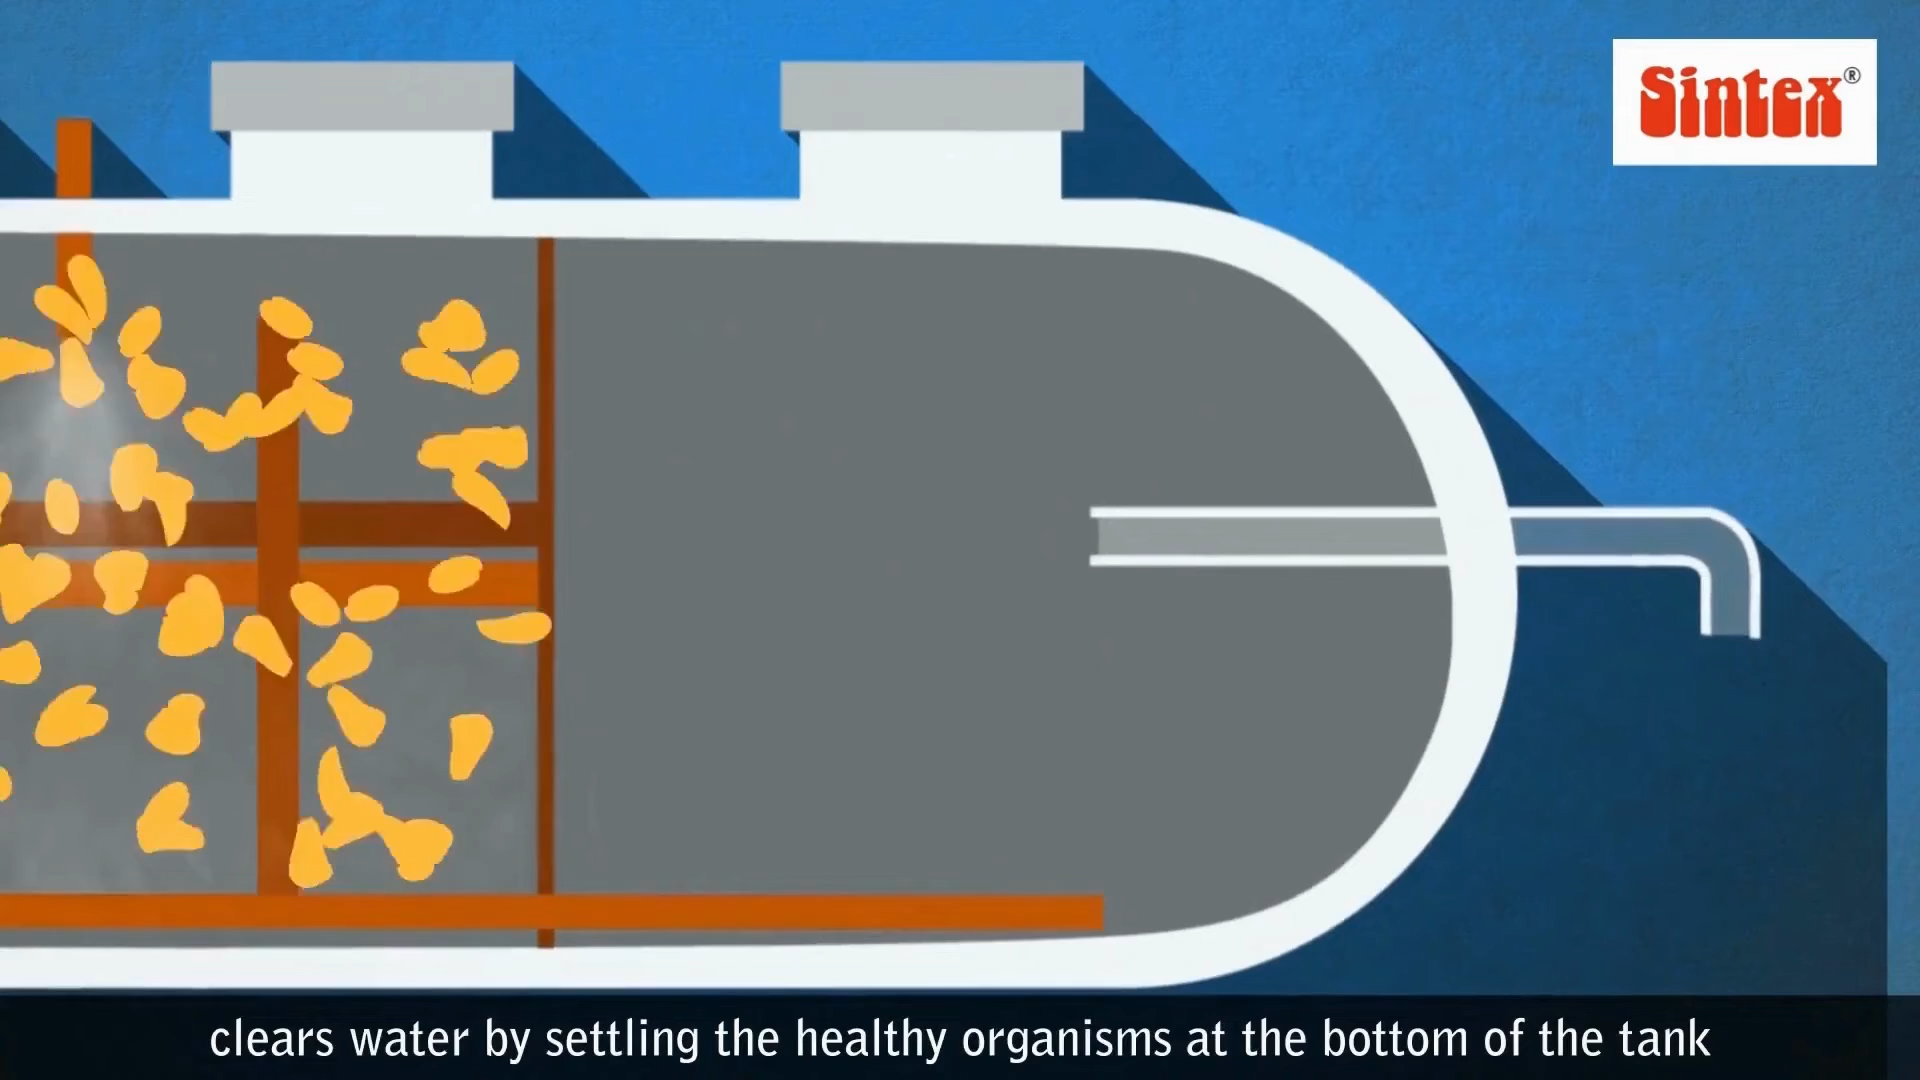 Sintex®
clears water by settling the healthy organisms at the bottom of the tank